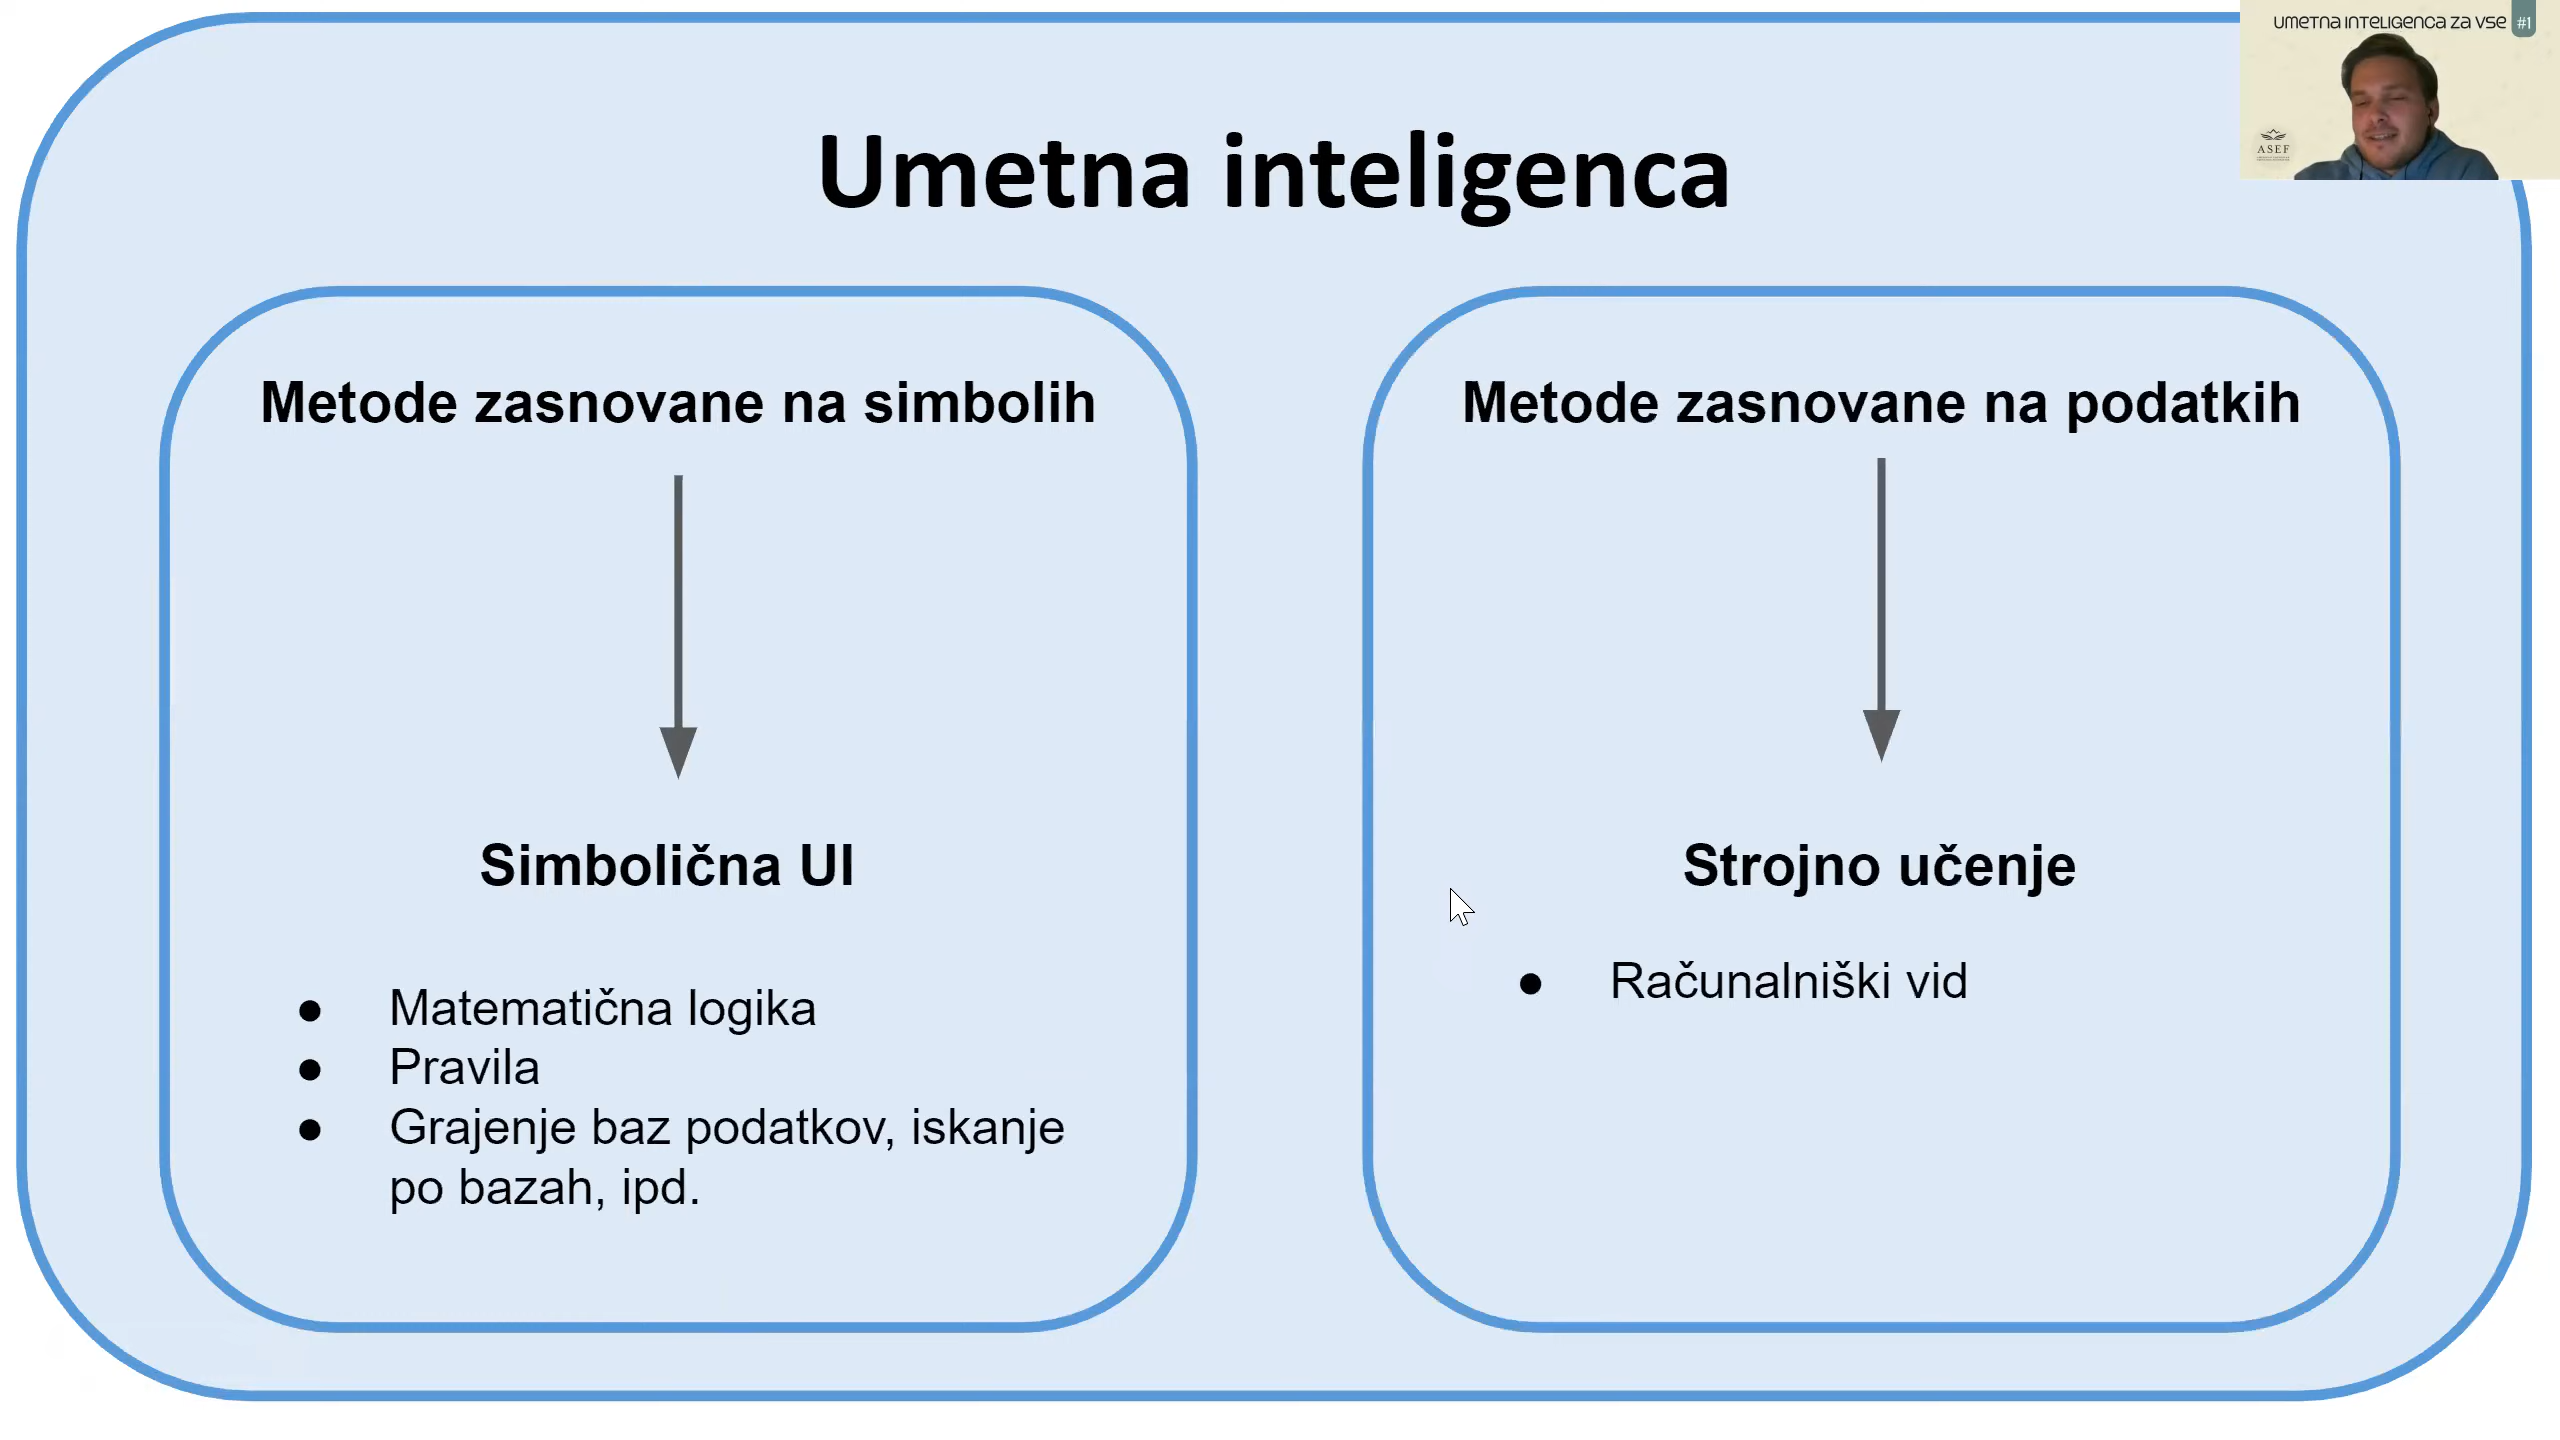 Umetna inteligenca za vse #1
ASEF
Umetna inteligenca
Metode zasnovane na simbolih
Simbolična UI
● Matematična logika
● Pravila
● Grajenje baz podatkov, iskanje
po bazah, ipd.
Metode zasnovane na podatkih
Strojno učenje
● Računalniški vid